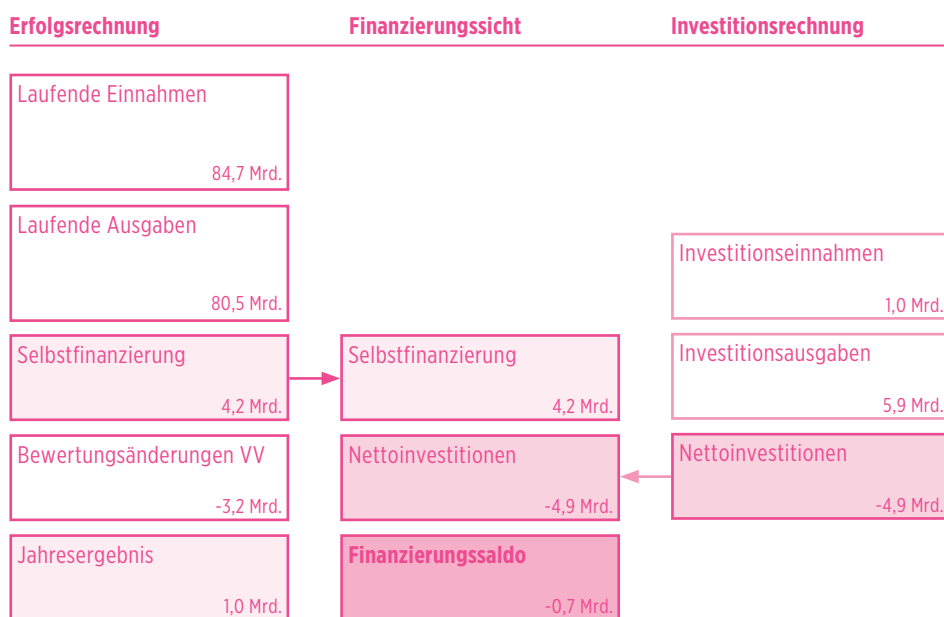 Erfolgsrechnung
Finanzierungssicht
Investitionsrechnung
Laufende Einnahmen
84,7 Mrd.
Laufende Ausgaben
80,5 Mrd.
Investitionseinnahmen
1,0 Mrd.
Selbstfinanzierung
4,2 Mrd.
Selbstfinanzierung
4,2 Mrd.
Investitionsausgaben
5,9 Mrd.
Bewertungsänderungen VV
-3,2 Mrd.
Nettoinvestitionen
-4,9 Mrd.
Nettoinvestitionen
-4,9 Mrd.
Jahresergebnis
1,0 Mrd.
Finanzierungssaldo
-0,7 Mrd.